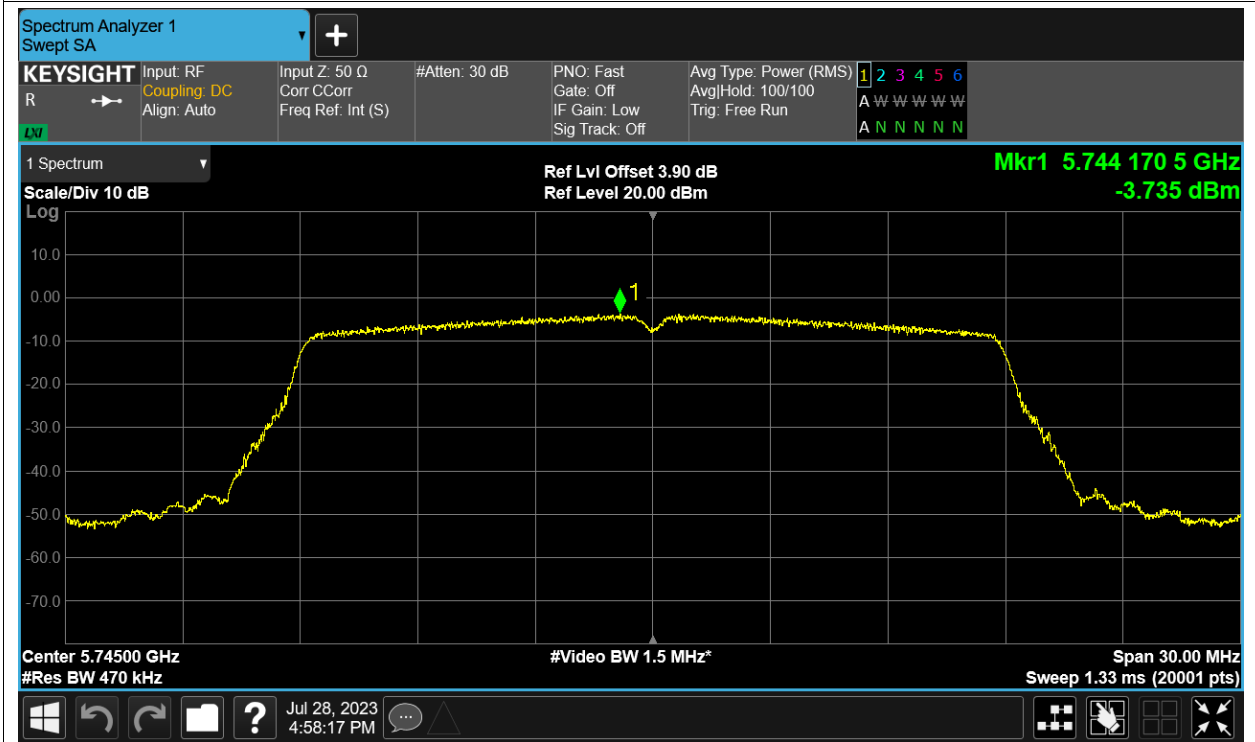 Spectrum Analyzer 1
Swept SA
KEYSIGHT
R
LXI
Input: RF
Coupling: DC
Align: Auto
Input Z: 50 Ω
Corr CCorr
Freq Ref: Int (S)
#Atten: 30 dB
PNO: Fast
Gate: Off
IF Gain: Low
Sig Track: Off
Avg Type: Power (RMS)
Avg|Hold: 100/100
Trig: Free Run
1 2 3 4 5 6
A W W W W W
A N N N N N
1 Spectrum
Scale/Div 10 dB
Log
Ref Lvl Offset 3.90 dB
Ref Level 20.00 dBm
Mkr1 5.744 170 5 GHz
-3.735 dBm
10.0
0.00
-10.0
-20.0
-30.0
-40.0
-50.0
-60.0
-70.0
1
Center 5.74500 GHz
#Res BW 470 kHz
#Video BW 1.5 MHz*
Span 30.00 MHz
Sweep 1.33 ms (20001 pts)
?
Jul 28, 2023
4:58:17 PM